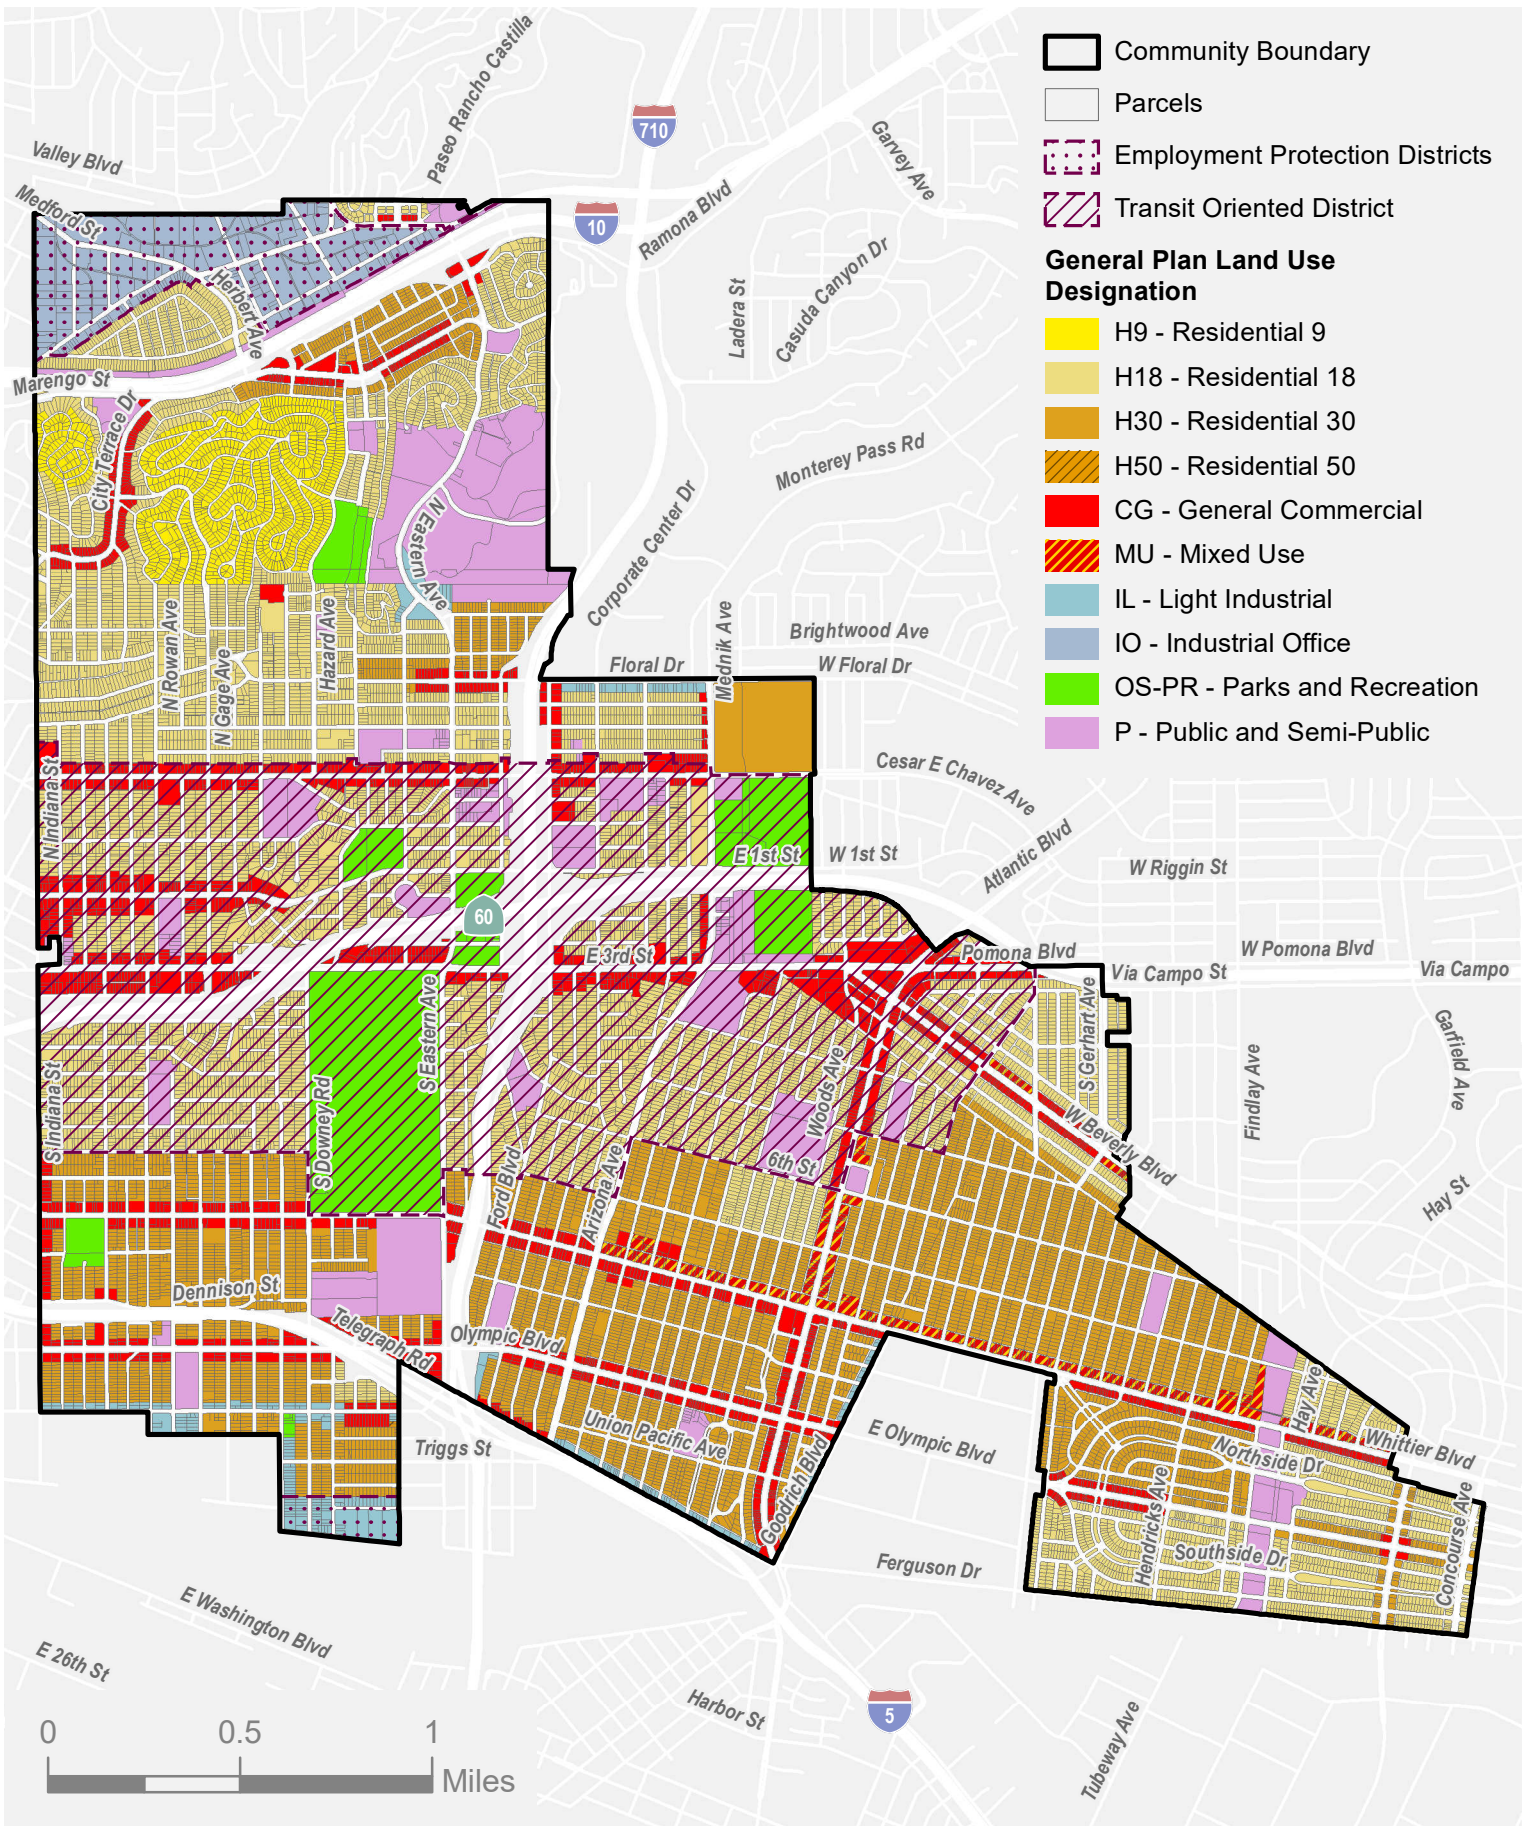 Community Boundary
Parcels
Employment Protection Districts
Transit Oriented District
General Plan Land Use
Designation
H9 - Residential 9
H18 - Residential 18
H30 - Residential 30
H50 - Residential 50
CG - General Commercial
MU - Mixed Use
IL - Light Industrial
IO - Industrial Office
OS-PR - Parks and Recreation
P - Public and Semi-Public
Paseo Rancho Castilla
710
Valley Blvd
Garvey Ave
Medford St
10
Ramona Blvd
Herbert Ave
Ladera St
Casuda Canyon Dr
Marengo St
City Terrace Dr
Monterey Pass Rd
N Eastern Ave
Corporate Center Dr
N Rowan Ave
N Gage Ave
Hazard Ave
Mednik Ave
Brightwood Ave
Floral Dr
W Floral Dr
N Indiana St
Cesar E Chavez Ave
Atlantic Blvd
E 1st St
W 1st St
W Riggin St
60
E 3rd St
Pomona Blvd
W Pomona Blvd
Via Campo St
Via Campo
S Indiana St
S Downey Rd
S Eastern Ave
Woods Ave
S Gerhart Ave
Findlay Ave
Garfield Ave
W Beverly Blvd
6th St
Ford Blvd
Arizona Ave
Hay St
Dennison St
Telegraph Rd
Olympic Blvd
Union Pacific Ave
Triggs St
Goodrich Blvd
E Olympic Blvd
Hay Ave
Whittier Blvd
Northside Dr
Hendricks Ave
Southside Dr
Concourse Ave
Ferguson Dr
E Washington Blvd
E 26th St
Harbor St
5
Tubeway Ave
0 0.5 1
Miles